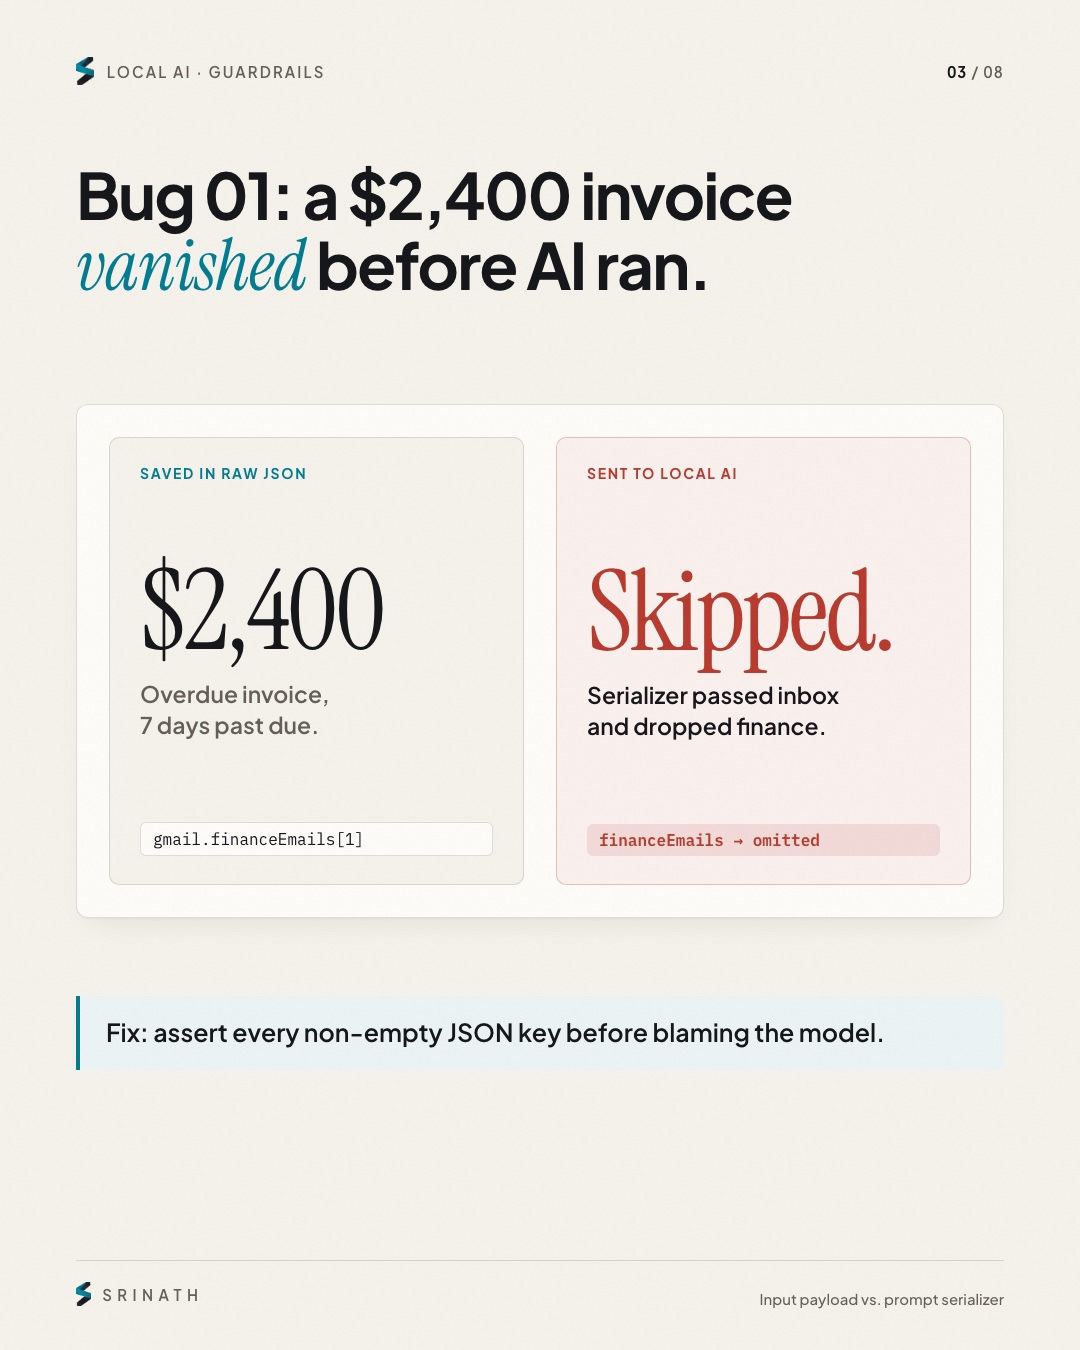 LOCAL AI · GUARDRAILS
03 / 08
Bug 01: a $2,400 invoice
vanished before AI ran.
SAVED IN RAW JSON
$2,400
Overdue invoice,
7 days past due.
gmail.financeEmails[1]
SENT TO LOCAL AI
Skipped.
Serializer passed inbox
and dropped finance.
financeEmails → omitted
Fix: assert every non-empty JSON key before blaming the model.
SRINATH
Input payload vs. prompt serializer